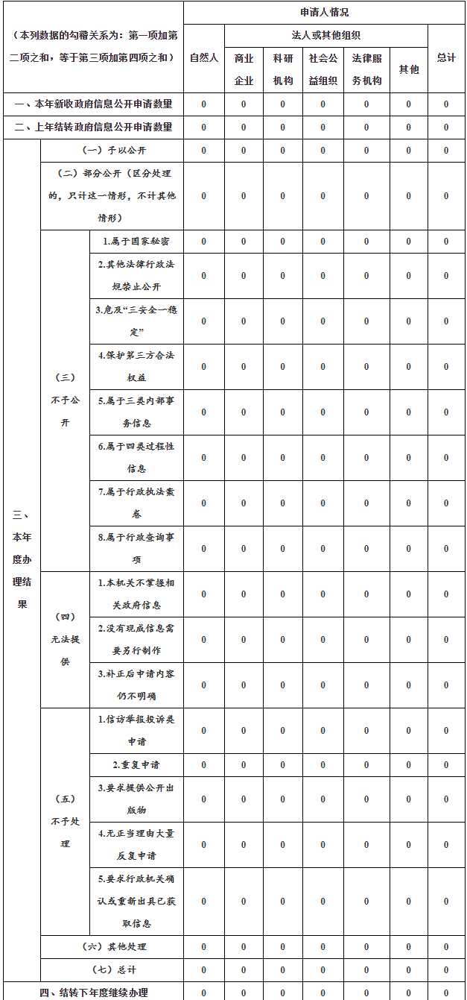 （本列数据的勾稽关系为：第一项加第
二项之和，等于第三项加第四项之和）
申请人情况
自然人
法人或其他组织
总计
商业
企业
科研
机构
社会公
益组织
法律服
务机构
其他
一、本年新收政府信息公开申请数量 0 0 0 0 0 0 0
二、上年结转政府信息公开申请数量 0 0 0 0 0 0 0
三、
本年
度办
理结
果
（一）予以公开 0 0 0 0 0 0 0
（二）部分公开（区分处理
的，只计这一情形，不计其他
情形） 0 0 0 0 0 0 0
（三）
不予公
开
1.属于国家秘密 0 0 0 0 0 0 0
2.其他法律行政法
规禁止公开 0 0 0 0 0 0 0
3.危及“三安全一稳
定” 0 0 0 0 0 0 0
4.保护第三方合法
权益 0 0 0 0 0 0 0
5.属于三类内部事
务信息 0 0 0 0 0 0 0
6.属于四类过程性
信息 0 0 0 0 0 0 0
7.属于行政执法案
卷 0 0 0 0 0 0 0
8.属于行政查询事
项 0 0 0 0 0 0 0
（四）
无法提
供
1.本机关不掌握相
关政府信息 0 0 0 0 0 0 0
2.没有现成信息需
要另行制作 0 0 0 0 0 0 0
3.补正后申请内容
仍不明确 0 0 0 0 0 0 0
（五）
不予处
理
1.信访举报投诉类
申请 0 0 0 0 0 0 0
2.重复申请 0 0 0 0 0 0 0
3.要求提供公开出
版物 0 0 0 0 0 0 0
4.无正当理由大量
反复申请 0 0 0 0 0 0 0
5.要求行政机关确
认或重新出具已获
取信息 0 0 0 0 0 0 0
（六）其他处理 0 0 0 0 0 0 0
（七）总计 0 0 0 0 0 0 0
四、结转下年度继续办理 0 0 0 0 0 0 0